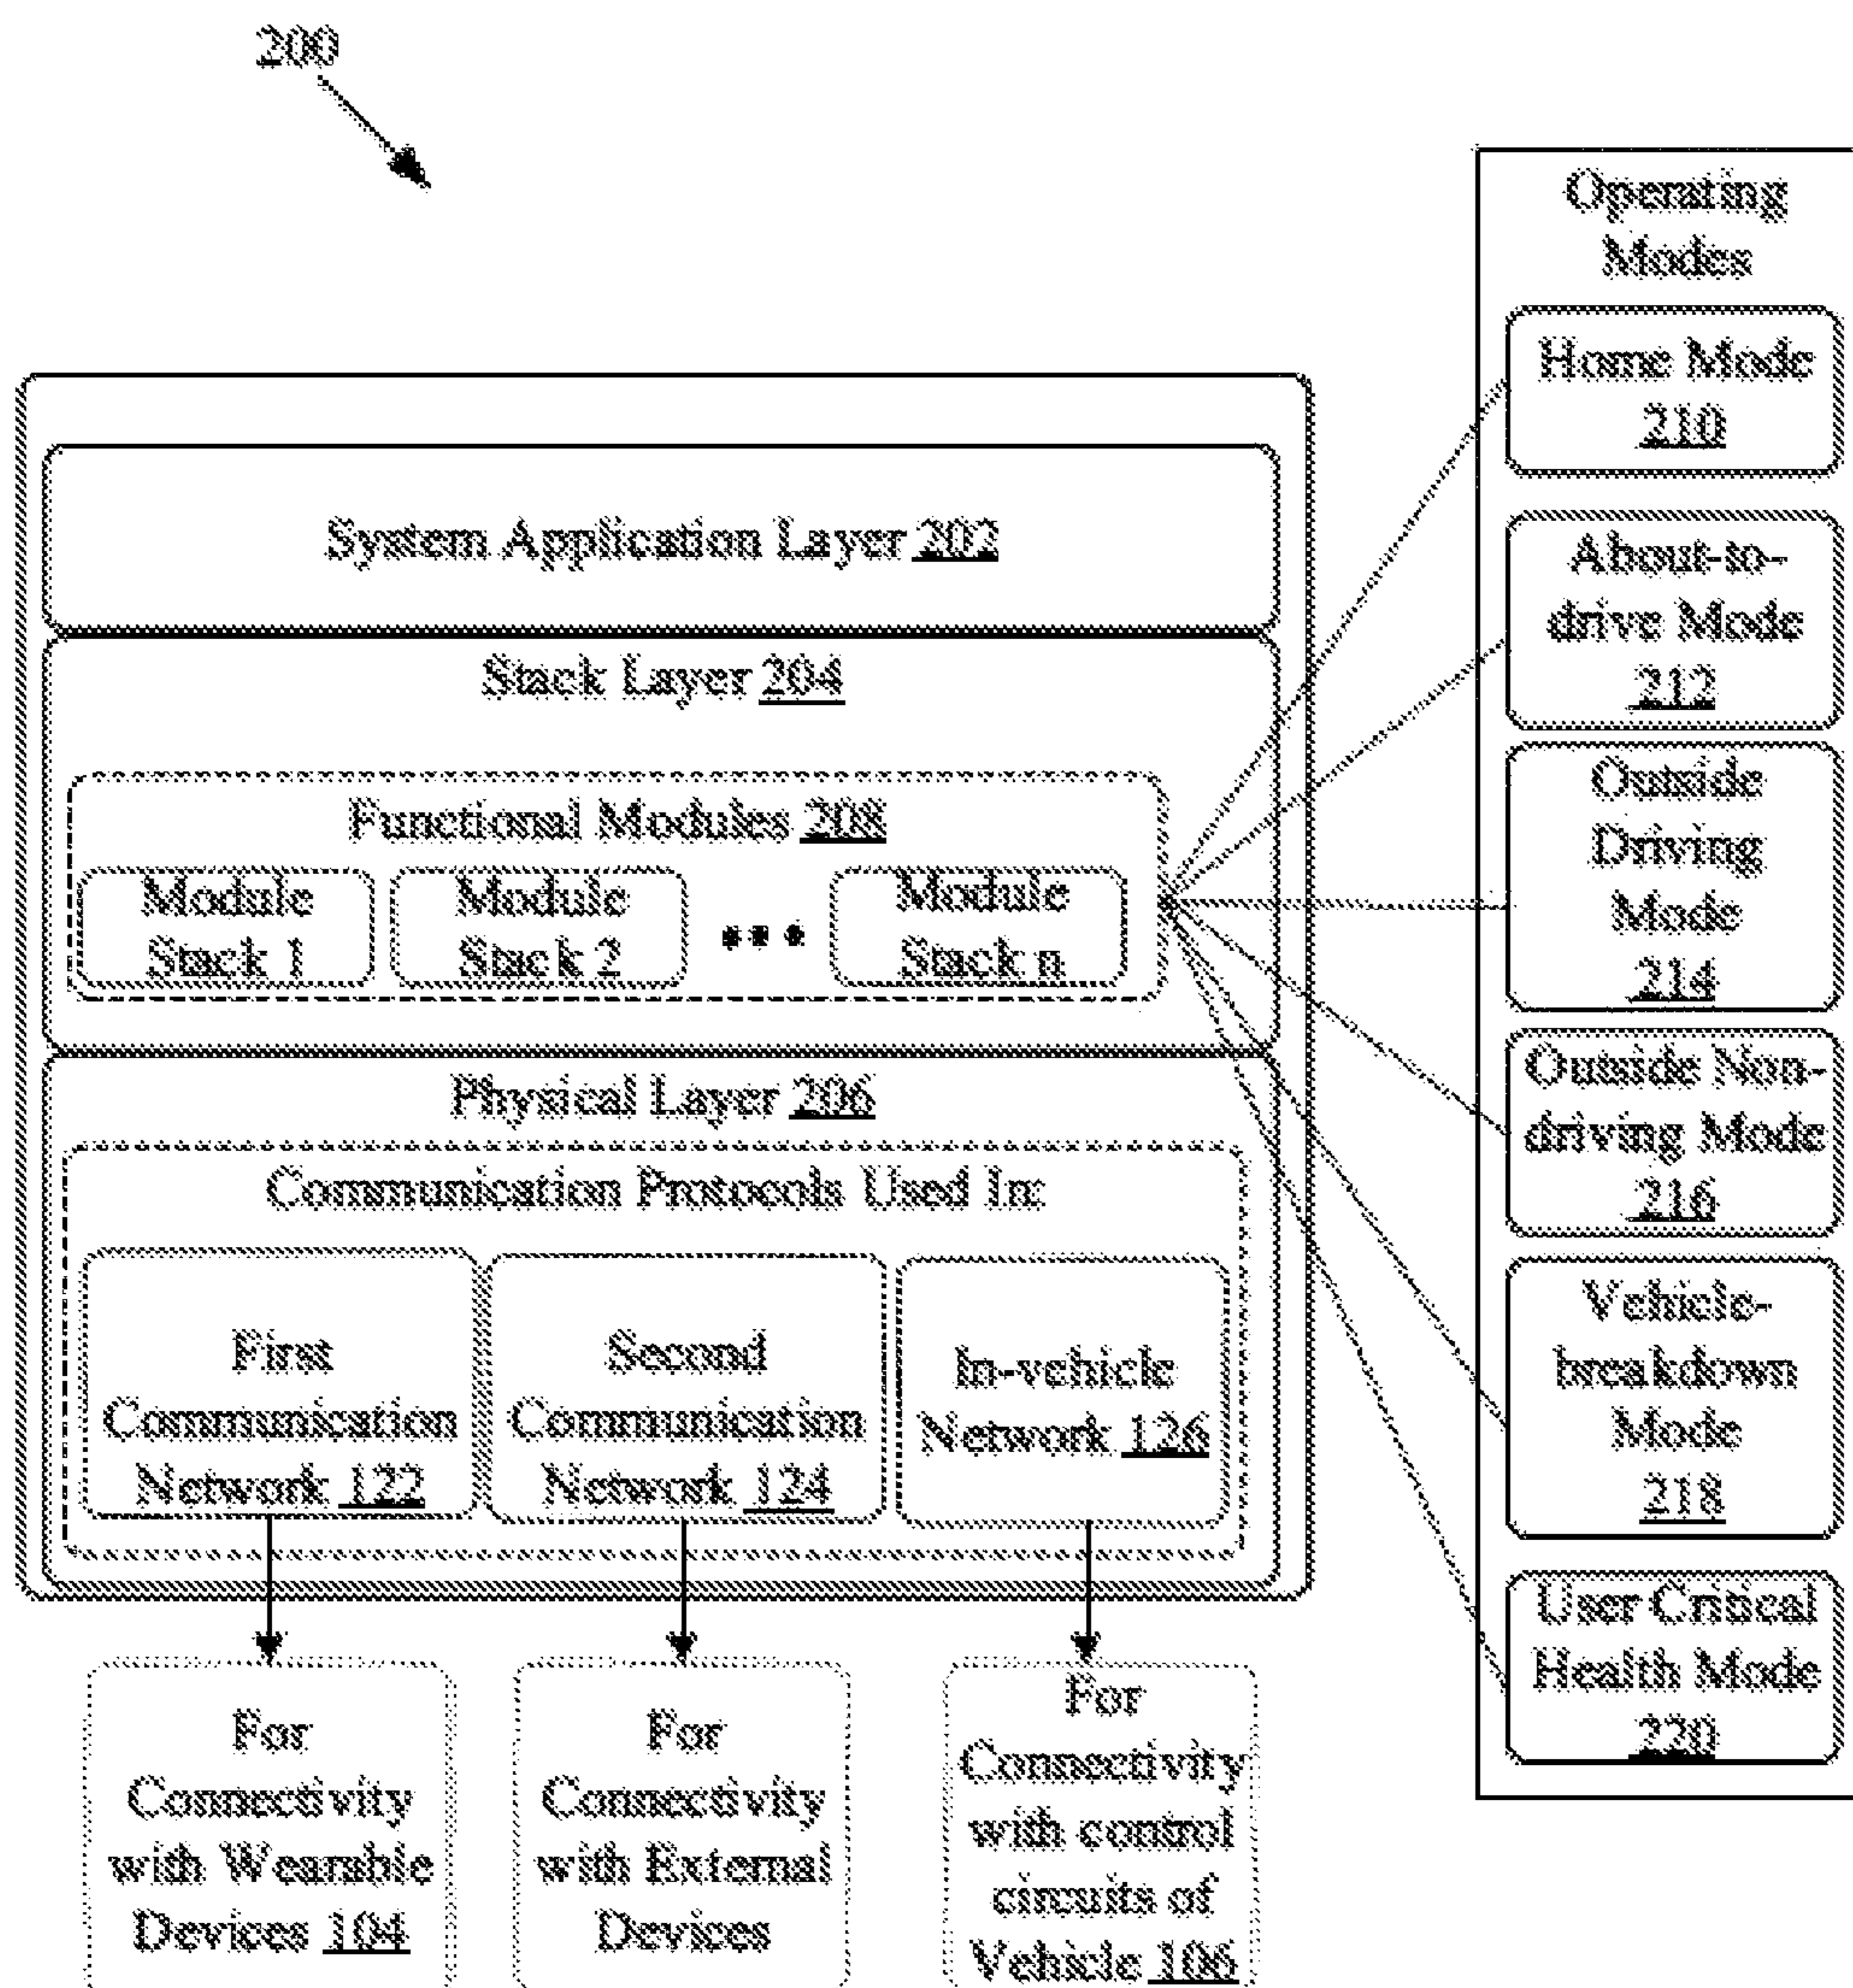 200
System Application Layer 202
Stack Layer 204
Functional Modules 208
Module
Stack 1
Module
Stack 2
...
Module
Stack n
Physical Layer 206
Communication Protocols Used In:
First
Communication
Network 122
Second
Communication
Network 124
In-vehicle
Network 126
For
Connectivity
with Wearable
Devices 104
For
Connectivity
with External
Devices
For
Connectivity
with control
circuits of
Vehicle 106
Operating
Modes
Home Mode
210
About-to-
drive Mode
212
Outside
Driving
Mode
214
Outside Non-
driving Mode
216
Vehicle-
breakdown
Mode
218
User Critical
Health Mode
220